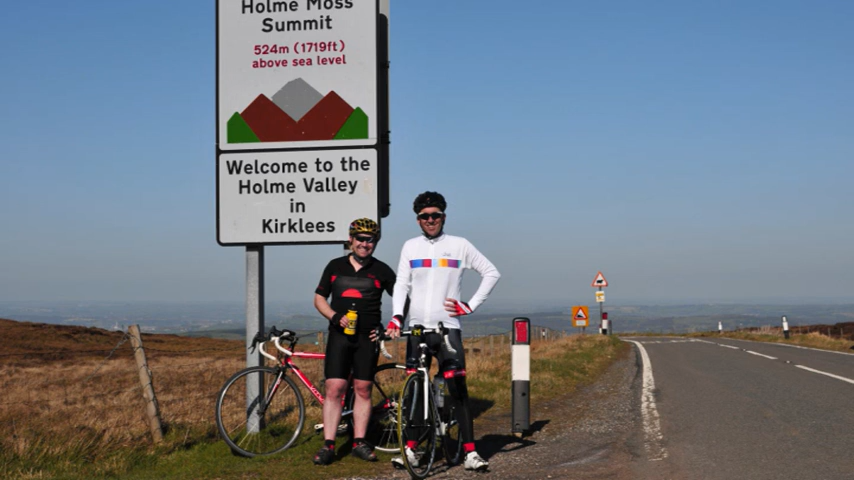 Holme Moss
Summit
524m (1719ft)
above sea level
Welcome to the
Holme Valley
in
Kirklees